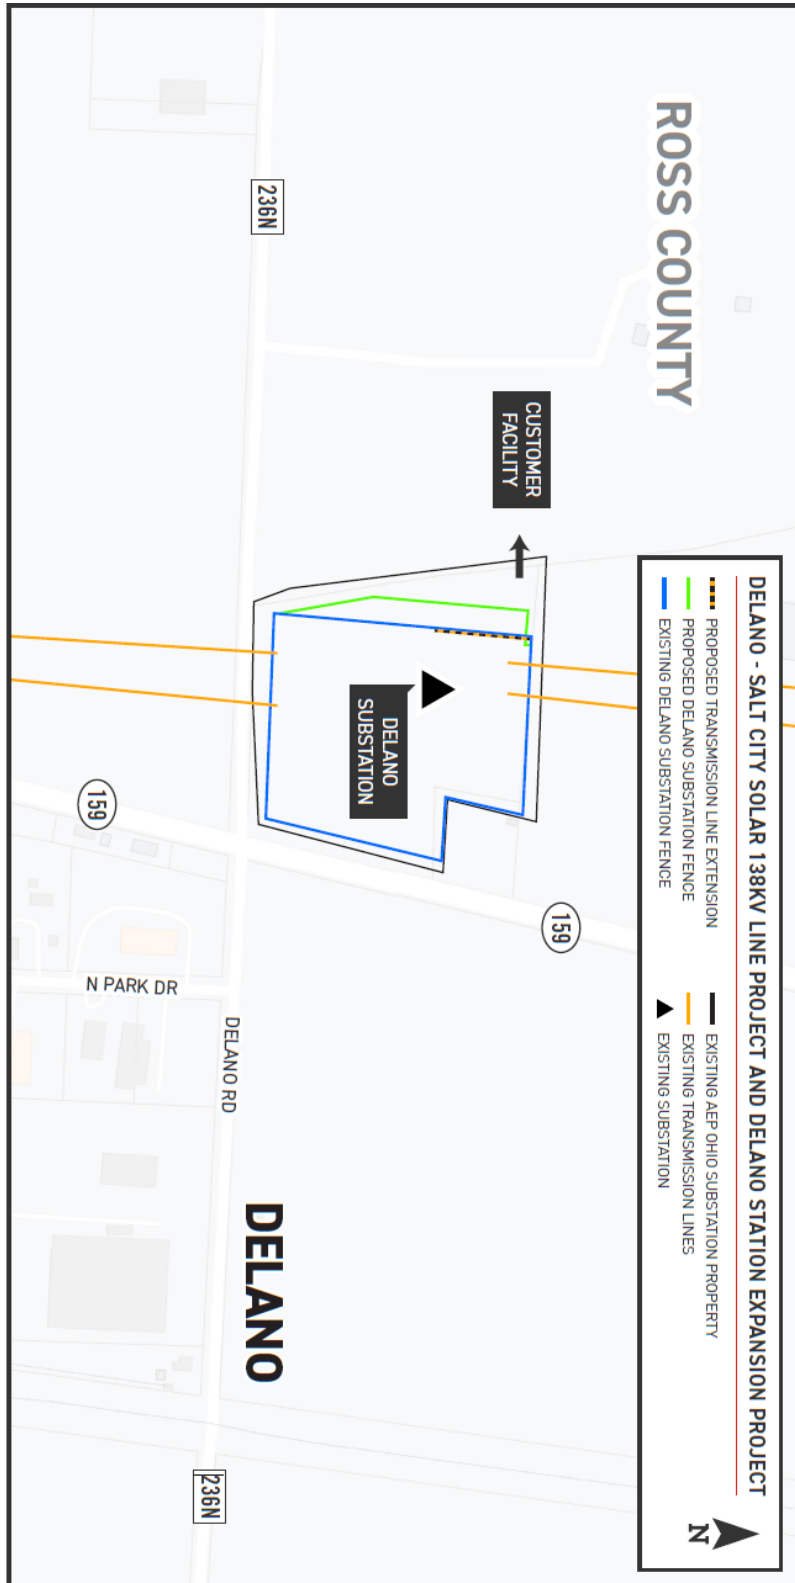 DELANO - SALT CITY SOLAR 138KV LINE PROJECT AND DELANO STATION EXPANSION PROJECT
PROPOSED TRANSMISSION LINE EXTENSION
PROPOSED DELANO SUBSTATION FENCE
EXISTING DELANO SUBSTATION FENCE
EXISTING AEP OHIO SUBSTATION PROPERTY
EXISTING TRANSMISSION LINES
EXISTING SUBSTATION
N
ROSS COUNTY
CUSTOMER
FACILITY
159
DELANO
SUBSTATION
236N
DELANO
DELANO RD
236N
159
N PARK DR